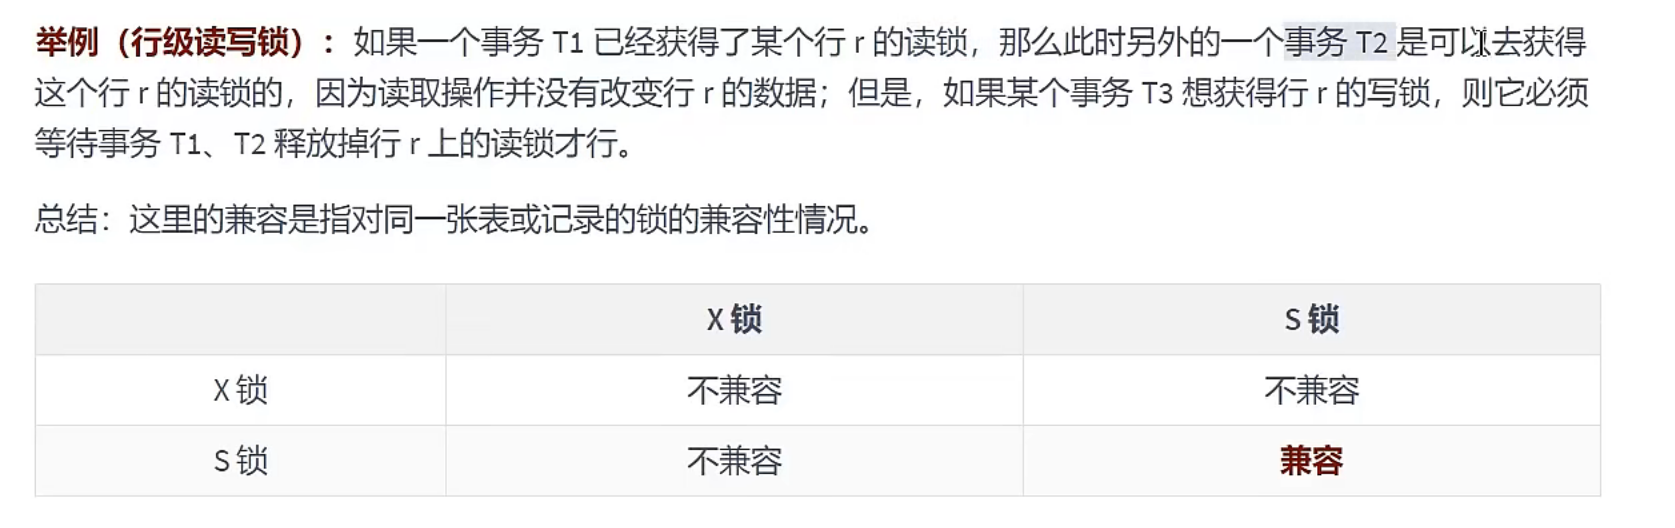 举例（行级读写锁）：如果一个事务 T1 已经获得了某个行 r 的读锁，那么此时另外的一个事务 T2 是可以去获得
这个行 r 的读锁的，因为读取操作并没有改变行 r 的数据；但是，如果某个事务 T3 想获得行 r 的写锁，则它必须
等待事务 T1、T2 释放掉行 r 上的读锁才行。
总结：这里的兼容是指对同一张表或记录的锁的兼容性情况。
X 锁 S 锁
X 锁 不兼容 不兼容
S 锁 不兼容 兼容